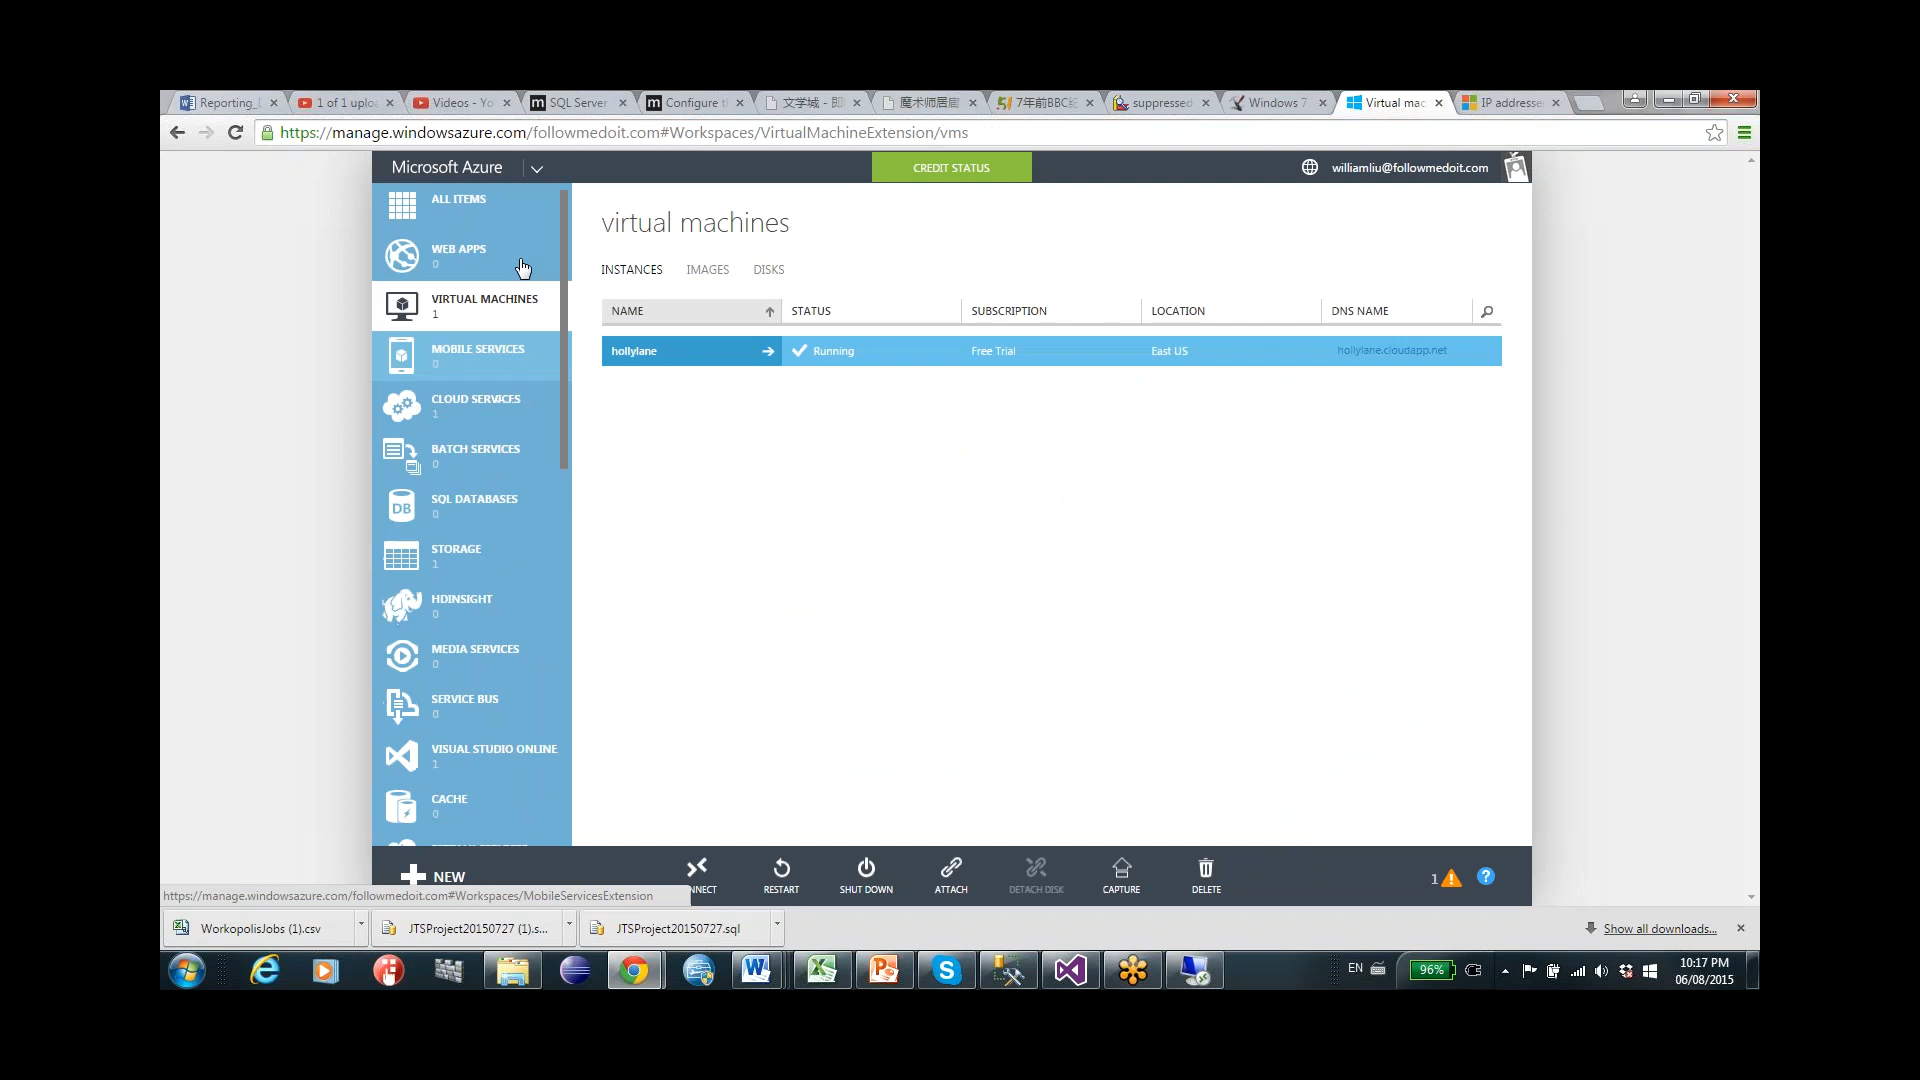 Reporting_
1 of 1 uplo
Videos - Yo
SQL Server
Configure t
文学城 - 即
魔术师居
7年前BBC
suppressed
Windows 7
Virtual mac
IP addresse
https://manage.windowsazure.com/followmedoit.com#Workspaces/VirtualMachineExtension/vms
Microsoft Azure
CREDIT STATUS
williamliu@followmedoit.com
ALL ITEMS
WEB APPS
0
VIRTUAL MACHINES
1
MOBILE SERVICES
0
CLOUD SERVICES
1
BATCH SERVICES
0
DB
SQL DATABASES
0
STORAGE
1
HDINSIGHT
0
MEDIA SERVICES
0
SERVICE BUS
0
VISUAL STUDIO ONLINE
1
CACHE
0
virtual machines
INSTANCES IMAGES DISKS
NAME STATUS SUBSCRIPTION LOCATION DNS NAME
hollylane Running Free Trial East US hollylane.cloudapp.net
NEW
NNECT
RESTART
SHUT DOWN
ATTACH
DETACH DISK
CAPTURE
DELETE
1
?
https://manage.windowsazure.com/followmedoit.com#Workspaces/MobileServicesExtension
WorkopolisJobs (1).csv
JTSProject20150727 (1).s...
JTSProject20150727.sql
Show all downloads...
EN
96%
10:17 PM
06/08/2015